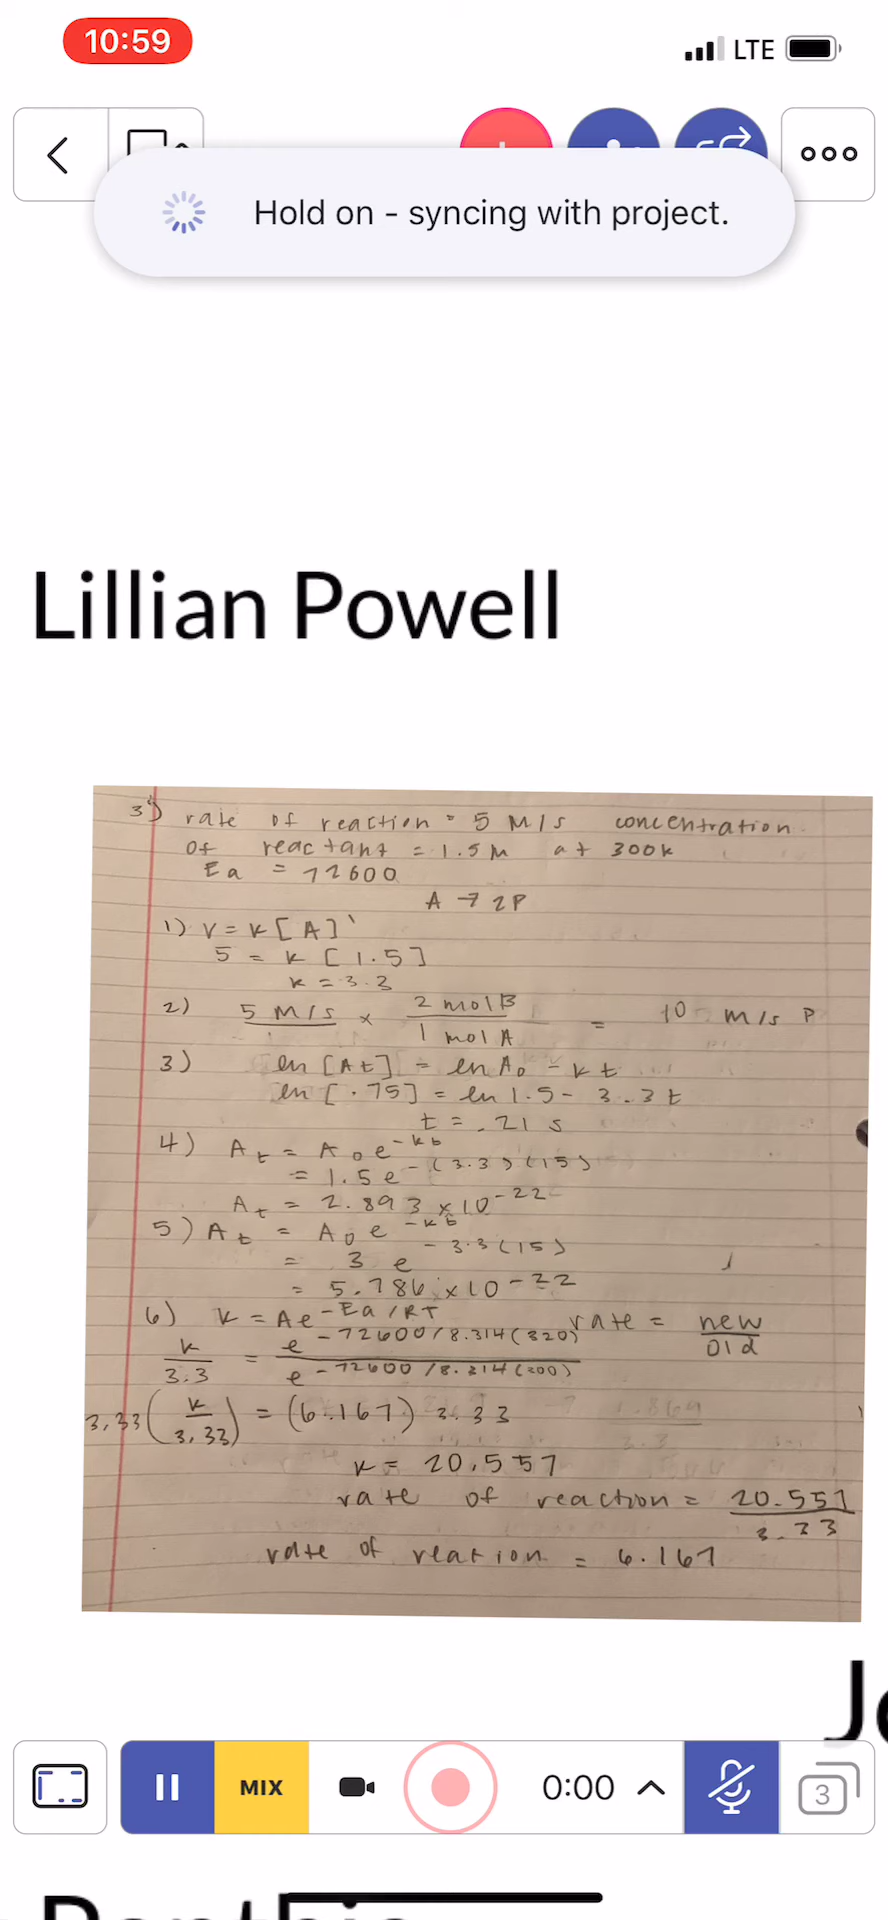 10:59
LTE
Hold on - syncing with project.
Lillian Powell
3) rate of reaction = 5 M/s concentration
of reactant = 1.5 M at 300k
Ea = 72600
A → 2P
1) V = k[A]¹
5 = k [1.5]
k = 3.3
2) 5 M/s x 2 mol B / 1 mol A = 10 M/s P
3) ln [At] = ln A₀ - kt
ln [.75] = ln 1.5 - 3.3t
t = .21 s
4) At = A₀e^-kt
= 1.5 e^-(3.3)(15)
At = 2.893 x 10^-22
5) At = A₀ e^-kt
= 3 e^-3.3(15)
= 5.786 x 10^-22
6) k = Ae^-Ea/RT rate = new/old
k/3.3 = e^-72600/8.314(320) / e^-72600/8.314(300)
3.33(k/3.33) = (6.167) 3.33
k = 20.557
rate of reaction = 20.557/3.33
rate of reation = 6.167
MIX
0:00
3